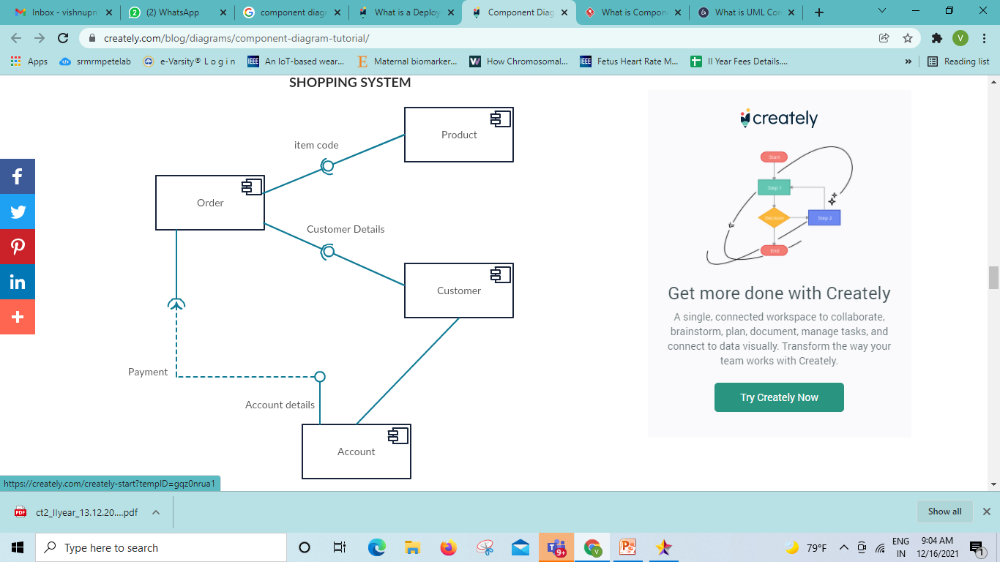 Inbox - vishnupn
(2) WhatsApp
component diagr
What is a Deploy
Component Diag
What is Compon
What is UML Con
creately.com/blog/diagrams/component-diagram-tutorial/
V
Apps
srmrmpetelab
e-Varsity® L o g i n
IEEE
An IoT-based wear...
Maternal biomarker...
How Chromosomal...
IEEE
Fetus Heart Rate M...
II Year Fees Details....
»
Reading list
SHOPPING SYSTEM
Product
item code
Order
Customer Details
Customer
Payment
Account details
Account
creately
Start
Step 1
Decision
Step 2
End
Get more done with Creately
A single, connected workspace to collaborate,
brainstorm, plan, document, manage tasks, and
connect to data visually. Transform the way your
team works with Creately.
Try Creately Now
https://creately.com/creately-start?tempID=gqz0nrua1
PDF
ct2_IIyear_13.12.20....pdf
Show all
Type here to search
9+
V
79°F
ENG
IN
9:04 AM
12/16/2021
1